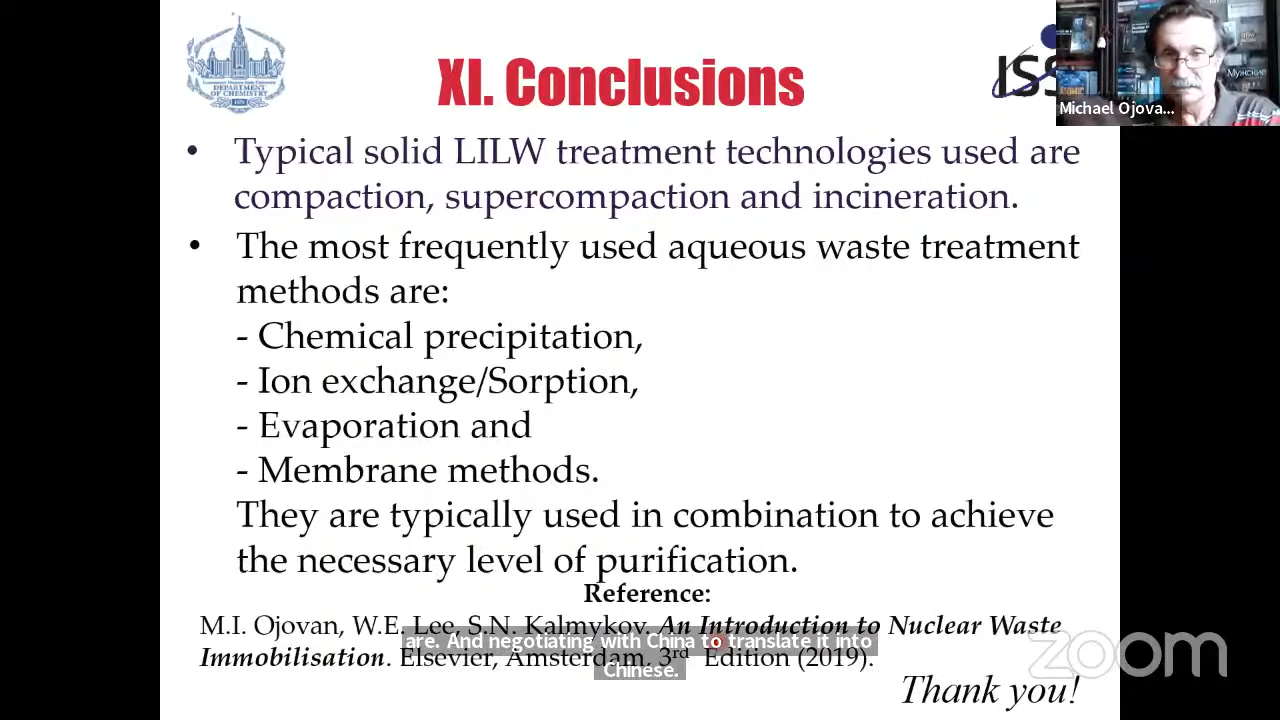 XI. Conclusions
ISS
Мужские
Michael Ojova...
• Typical solid LILW treatment technologies used are
compaction, supercompaction and incineration.
• The most frequently used aqueous waste treatment
methods are:
- Chemical precipitation,
- Ion exchange/Sorption,
- Evaporation and
- Membrane methods.
They are typically used in combination to achieve
the necessary level of purification.
Reference:
M.I. Ojovan, W.E. Lee, S.N. Kalmykov. An Introduction to Nuclear Waste
are. And negotiating with China to translate it into
Immobilisation. Elsevier, Amsterdam, 3rd Edition (2019).
Chinese.
zoom
Thank you!